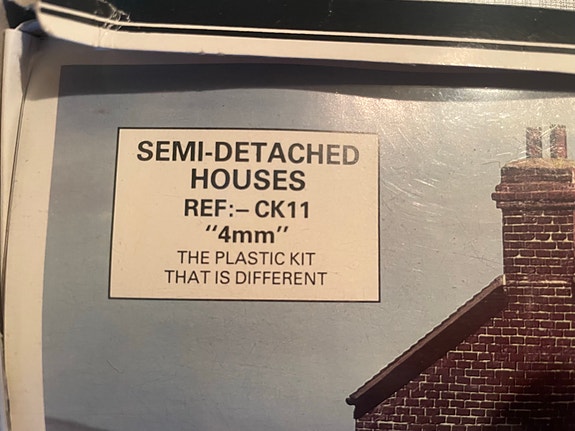 SEMI-DETACHED
HOUSES
REF:– CK11
"4mm"
THE PLASTIC KIT
THAT IS DIFFERENT